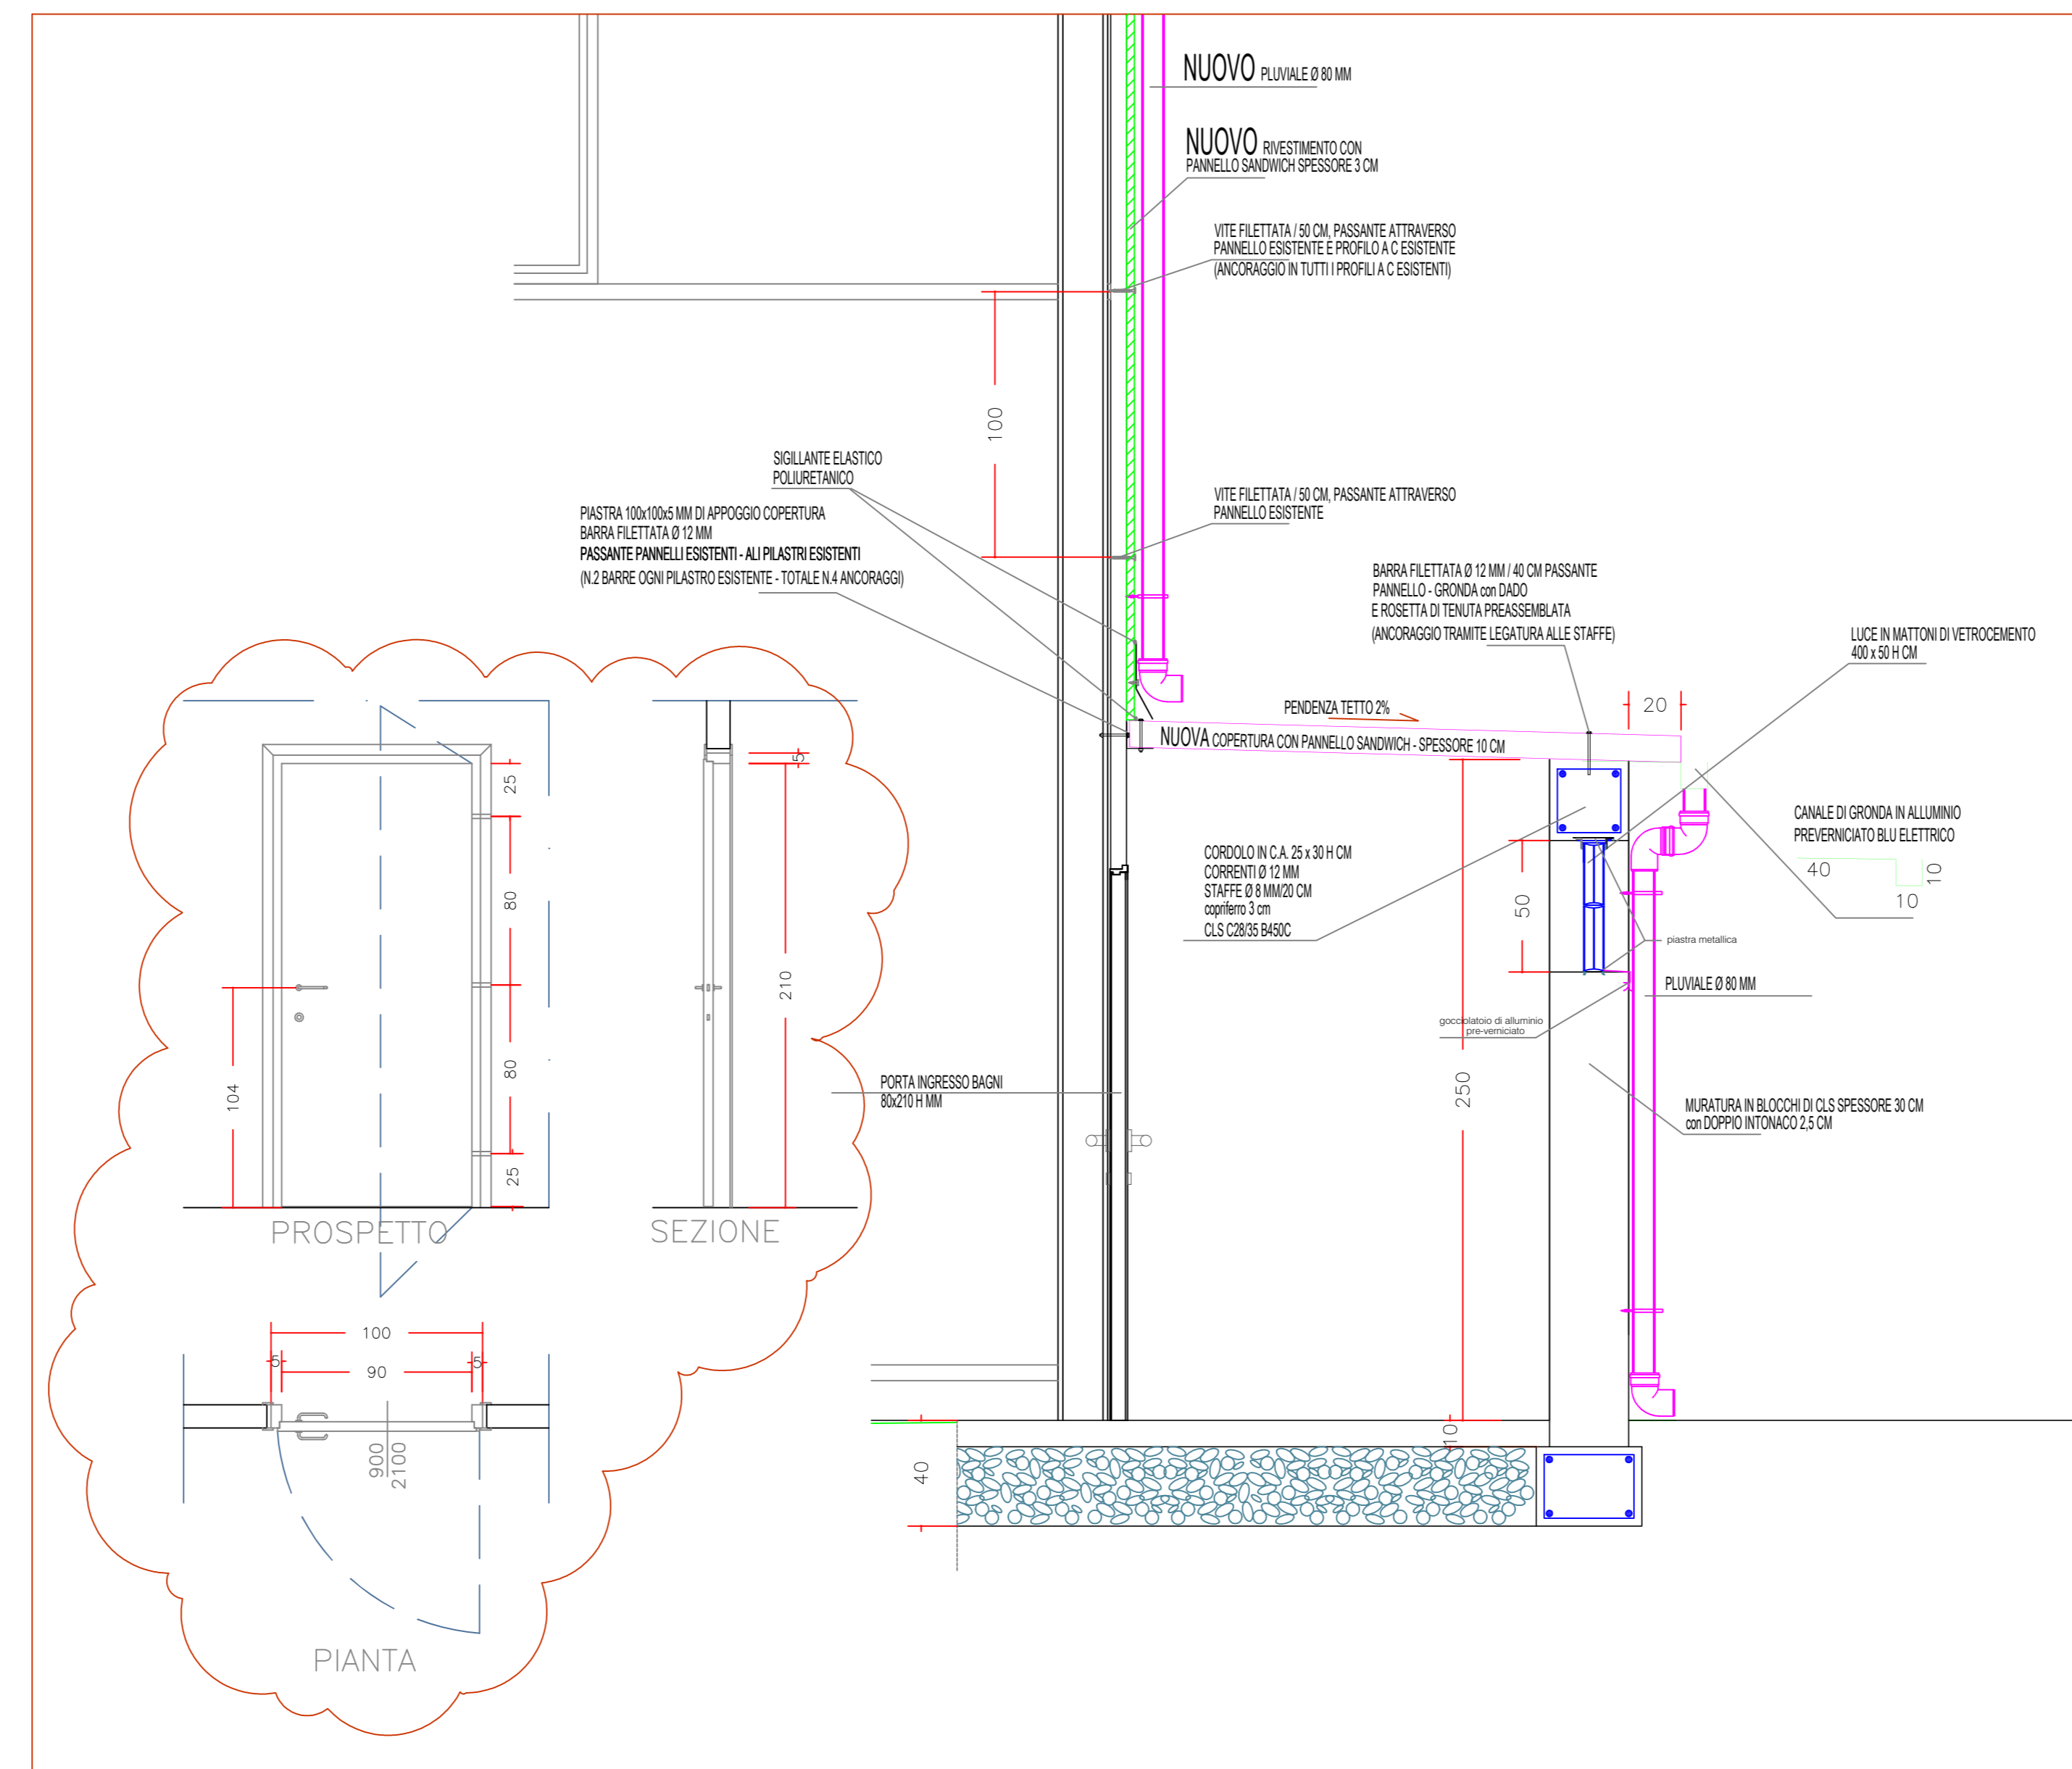 NUOVO PLUVIALE Ø 80 MM
NUOVO RIVESTIMENTO CON
PANNELLO SANDWICH SPESSORE 3 CM
VITE FILETTATA / 50 CM, PASSANTE ATTRAVERSO
PANNELLO ESISTENTE E PROFILO A C ESISTENTE
(ANCORAGGIO IN TUTTI I PROFILI A C ESISTENTI)
100
SIGILLANTE ELASTICO
POLIURETANICO
VITE FILETTATA / 50 CM, PASSANTE ATTRAVERSO
PANNELLO ESISTENTE
PIASTRA 100x100x5 MM DI APPOGGIO COPERTURA
BARRA FILETTATA Ø 12 MM
PASSANTE PANNELLI ESISTENTI - ALI PILASTRI ESISTENTI
(N.2 BARRE OGNI PILASTRO ESISTENTE - TOTALE N.4 ANCORAGGI)
BARRA FILETTATA Ø 12 MM / 40 CM PASSANTE
PANNELLO - GRONDA con DADO
E ROSETTA DI TENUTA PREASSEMBLATA
(ANCORAGGIO TRAMITE LEGATURA ALLE STAFFE)
LUCE IN MATTONI DI VETROCEMENTO
400 x 50 H CM
PENDENZA TETTO 2%
20
NUOVA COPERTURA CON PANNELLO SANDWICH - SPESSORE 10 CM
CANALE DI GRONDA IN ALLUMINIO
PREVERNICIATO BLU ELETTRICO
40
10
10
CORDOLO IN C.A. 25 x 30 H CM
CORRENTI Ø 12 MM
STAFFE Ø 8 MM/20 CM
copriferro 3 cm
CLS C28/35 B450C
50
piastra metallica
PLUVIALE Ø 80 MM
gocciolatoio di alluminio
pre-verniciato
250
PORTA INGRESSO BAGNI
80x210 H MM
MURATURA IN BLOCCHI DI CLS SPESSORE 30 CM
con DOPPIO INTONACO 2,5 CM
10
40
25
80
80
25
104
5
210
PROSPETTO
SEZIONE
100
5
90
5
900
2100
PIANTA